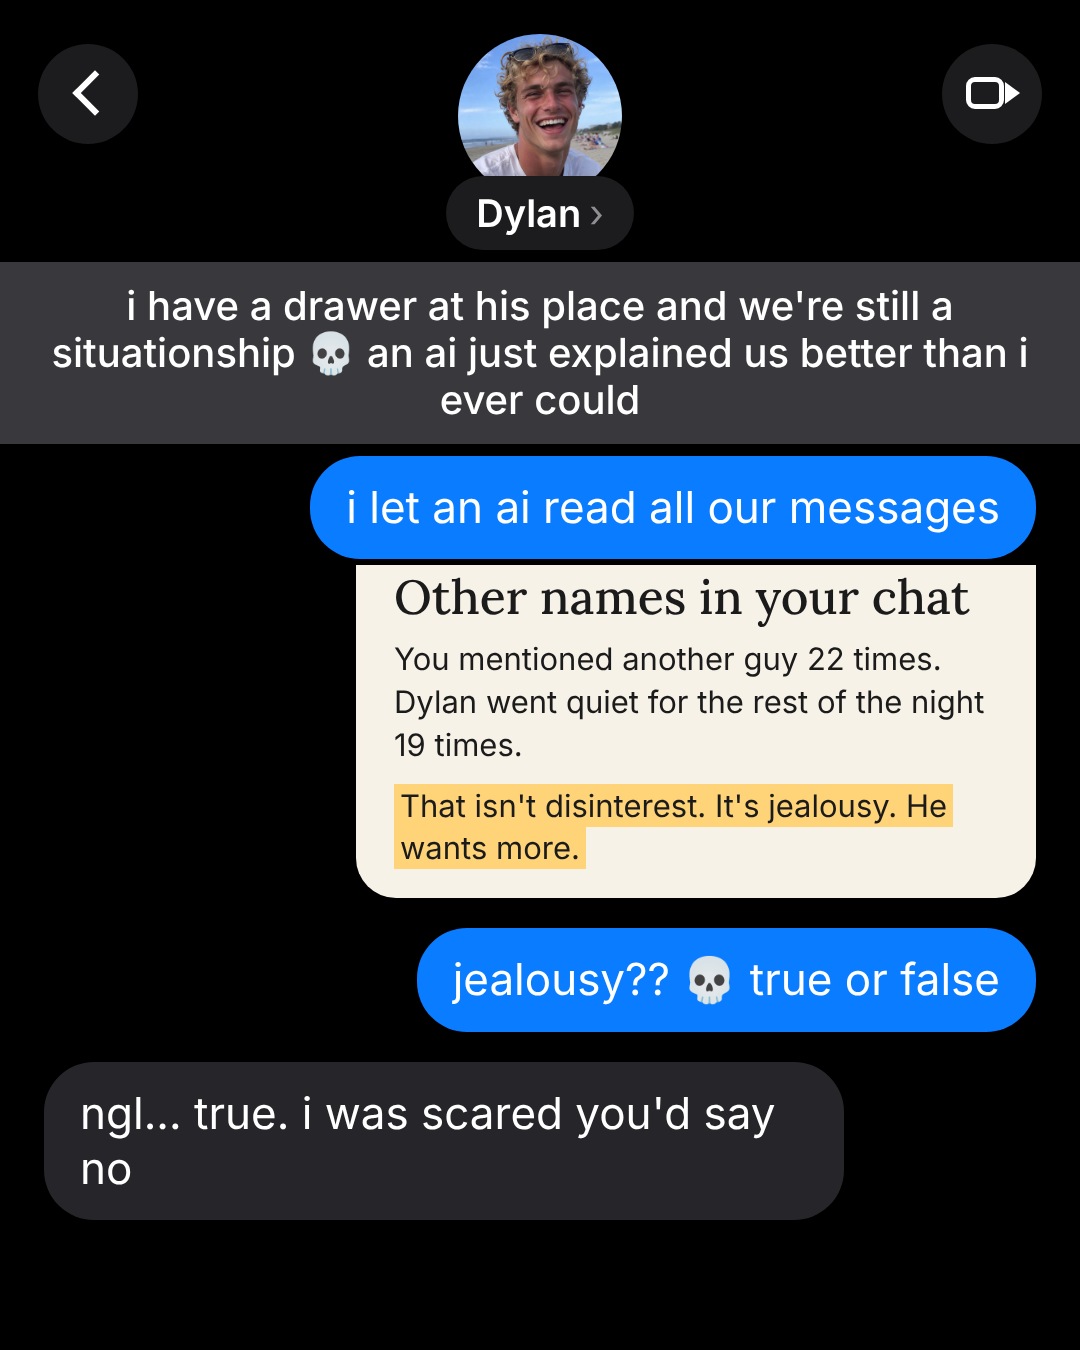 Dylan ›
i have a drawer at his place and we're still a
situationship 💀 an ai just explained us better than i
ever could
i let an ai read all our messages
Other names in your chat
You mentioned another guy 22 times.
Dylan went quiet for the rest of the night
19 times.
That isn't disinterest. It's jealousy. He
wants more.
jealousy?? 💀 true or false
ngl... true. i was scared you'd say
no